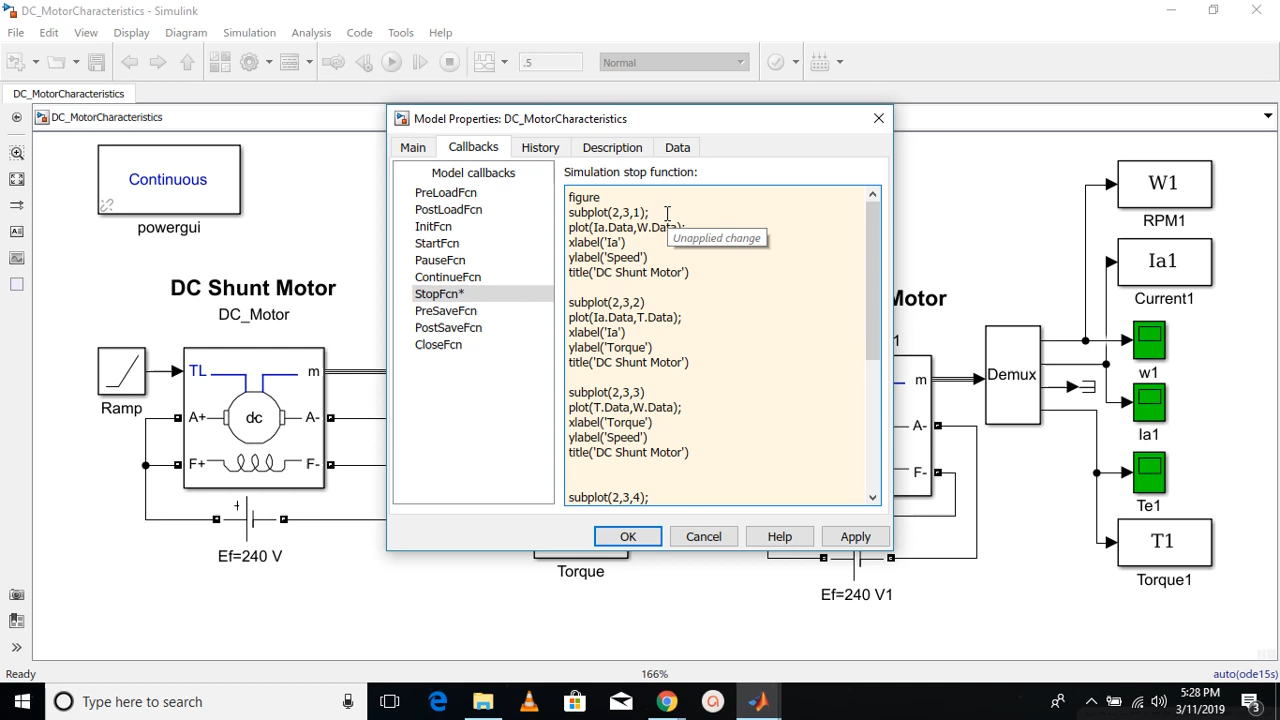 DC_MotorCharacteristics - Simulink
File Edit View Display Diagram Simulation Analysis Code Tools Help
.5 Normal
DC_MotorCharacteristics
DC_MotorCharacteristics
Continuous
powergui
DC Shunt Motor
DC_Motor
Ramp
TL
m
A+
dc
A-
F+
F-
+
Ef=240 V
Model Properties: DC_MotorCharacteristics
Main Callbacks History Description Data
Model callbacks
PreLoadFcn
PostLoadFcn
InitFcn
StartFcn
PauseFcn
ContinueFcn
StopFcn*
PreSaveFcn
PostSaveFcn
CloseFcn
Simulation stop function:
figure
subplot(2,3,1);
plot(Ia.Data,W.Data);
xlabel('Ia')
ylabel('Speed')
title('DC Shunt Motor')
subplot(2,3,2)
plot(Ia.Data,T.Data);
xlabel('Ia')
ylabel('Torque')
title('DC Shunt Motor')
subplot(2,3,3)
plot(T.Data,W.Data);
xlabel('Torque')
ylabel('Speed')
title('DC Shunt Motor')
subplot(2,3,4);
Unapplied change
OK Cancel Help Apply
Torque
Motor
1
m
A-
F-
Ef=240 V1
Demux
W1
RPM1
Ia1
Current1
w1
Ia1
Te1
T1
Torque1
Ready 166% auto(ode15s)
Type here to search
5:28 PM
3/11/2019
3